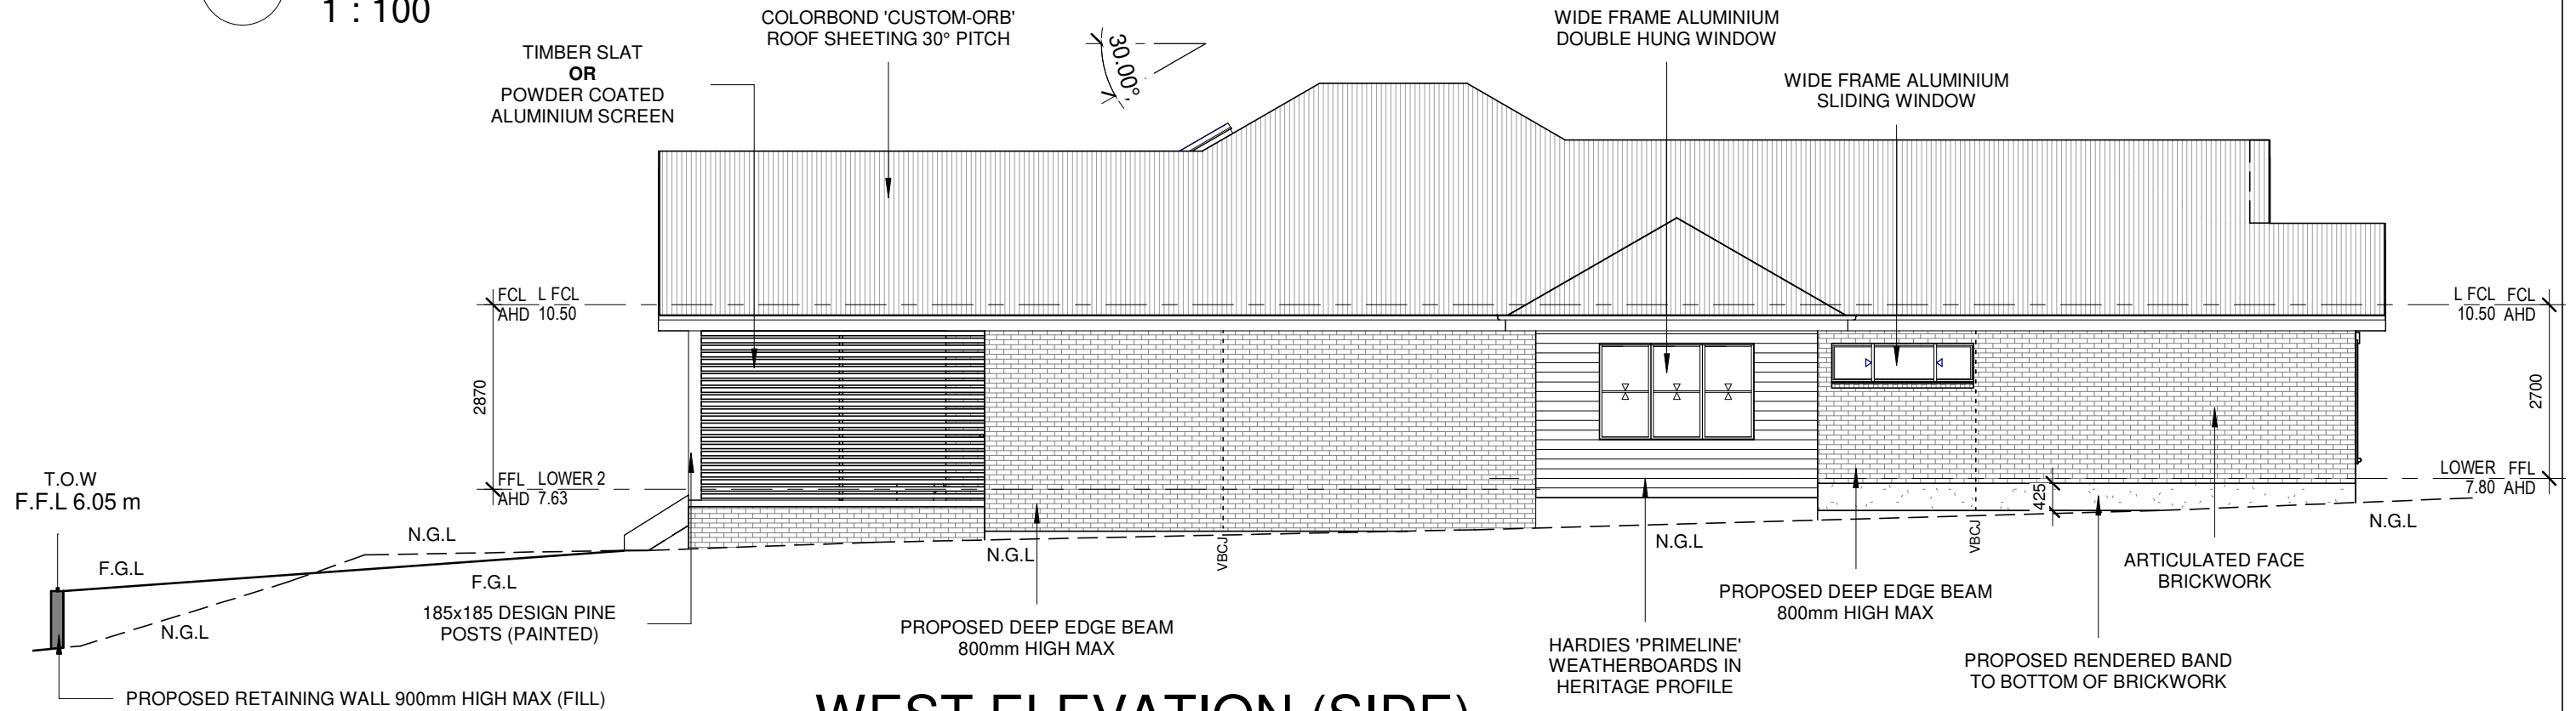 1 : 100
COLORBOND 'CUSTOM-ORB'
ROOF SHEETING 30° PITCH
TIMBER SLAT
OR
POWDER COATED
ALUMINIUM SCREEN
30.00°
WIDE FRAME ALUMINIUM
DOUBLE HUNG WINDOW
WIDE FRAME ALUMINIUM
SLIDING WINDOW
FCL L FCL
AHD 10.50
2870
FFL LOWER 2
AHD 7.63
L FCL FCL
10.50 AHD
2700
LOWER FFL
7.80 AHD
T.O.W
F.F.L 6.05 m
F.G.L
N.G.L
N.G.L
F.G.L
185x185 DESIGN PINE
POSTS (PAINTED)
PROPOSED RETAINING WALL 900mm HIGH MAX (FILL)
N.G.L
PROPOSED DEEP EDGE BEAM
800mm HIGH MAX
VBCJ
N.G.L
HARDIES 'PRIMELINE'
WEATHERBOARDS IN
HERITAGE PROFILE
PROPOSED DEEP EDGE BEAM
800mm HIGH MAX
VBCJ
425
PROPOSED RENDERED BAND
TO BOTTOM OF BRICKWORK
ARTICULATED FACE
BRICKWORK
N.G.L
WEST ELEVATION (SIDE)